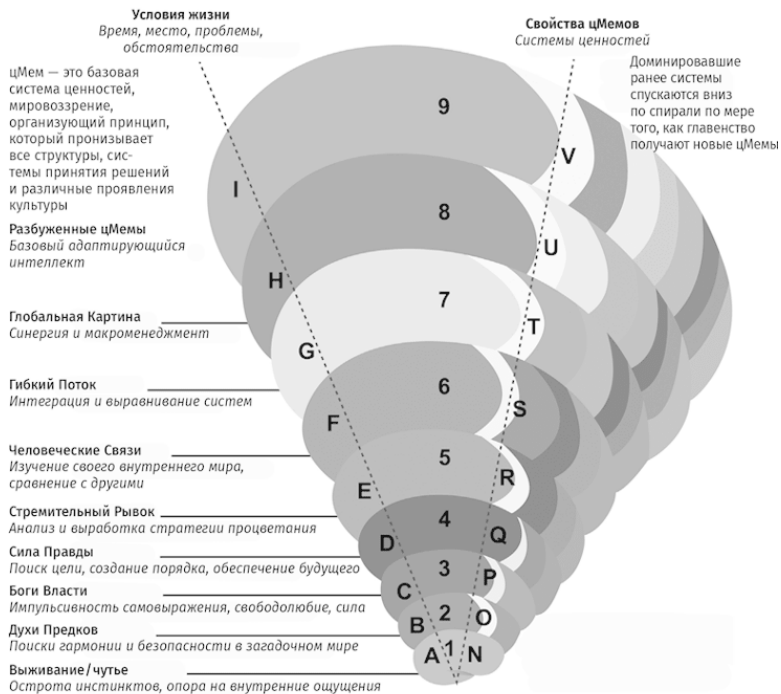 Условия жизни
Время, место, проблемы,
обстоятельства
Свойства цМемов
Системы ценностей
цМем — это базовая
система ценностей,
мировоззрение,
организующий принцип,
который пронизывает
все структуры, сис-
темы принятия решений
и различные проявления
культуры
Доминировавшие
ранее системы
спускаются вниз
по спирали по мере
того, как главенство
получают новые цМемы
Разбуженные цМемы
Базовый адаптирующийся
интеллект
Глобальная Картина
Синергия и макроменеджмент
Гибкий Поток
Интеграция и выравнивание систем
Человеческие Связи
Изучение своего внутреннего мира,
сравнение с другими
Стремительный Рывок
Анализ и выработка стратегии процветания
Сила Правды
Поиск цели, создание порядка, обеспечение будущего
Боги Власти
Импульсивность самовыражения, свободолюбие, сила
Духи Предков
Поиски гармонии и безопасности в загадочном мире
Выживание/чутье
Острота инстинктов, опора на внутренние ощущения
9
I V
8
H U
7
G T
6
F S
5
E R
4
D Q
3
C P
2
B O
1
A N